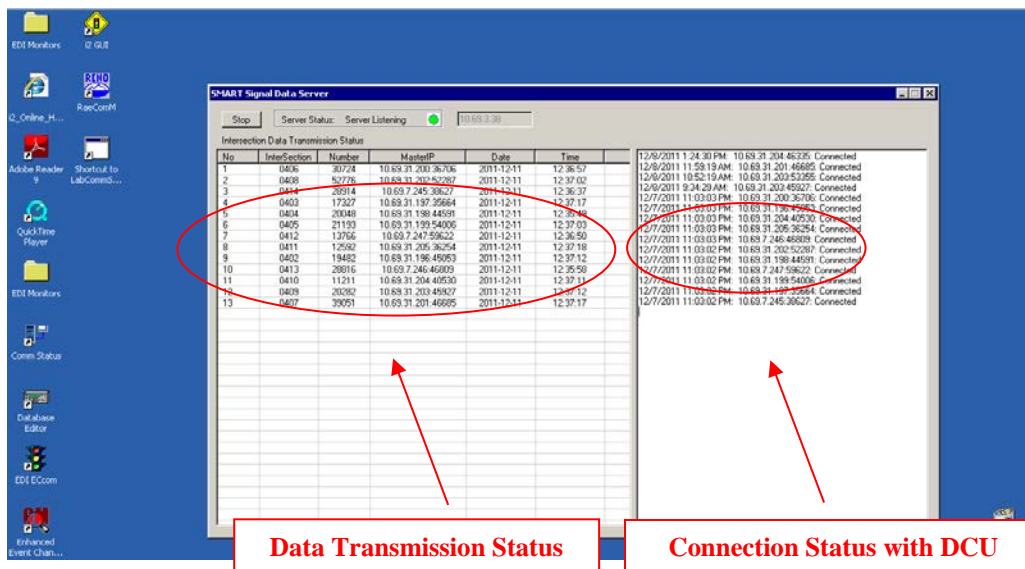 EDI Monitors
i2 GUI
i2_Online_H...
RaeComM
Adobe Reader 9
Shortcut to LabCommS...
QuickTime Player
EDI Monitors
Comm Status
Database Editor
EDI ECcom
Enhanced Event Chan...
SMART Signal Data Server
Stop
Server Status: Server Listening
10.69.3.38
Intersection Data Transmission Status
No InterSection Number MasterIP Date Time
1 0406 30724 10.69.31.200:36706 2011-12-11 12:36:57
2 0408 52776 10.69.31.202:52287 2011-12-11 12:37:02
3 0414 28914 10.69.7.245:38627 2011-12-11 12:36:37
4 0403 17327 10.69.31.197:35664 2011-12-11 12:37:17
5 0404 20048 10.69.31.198:44591 2011-12-11 12:35:48
6 0405 21193 10.69.31.199:54006 2011-12-11 12:37:03
7 0412 13766 10.69.7.247:59622 2011-12-11 12:36:50
8 0411 12592 10.69.31.205:36254 2011-12-11 12:37:18
9 0402 19482 10.69.31.196:45053 2011-12-11 12:37:12
10 0413 28816 10.69.7.246:46809 2011-12-11 12:35:58
11 0410 11211 10.69.31.204:40530 2011-12-11 12:37:11
12 0409 20282 10.69.31.203:45927 2011-12-11 12:37:12
13 0407 39051 10.69.31.201:46685 2011-12-11 12:37:17
12/8/2011 1:24:30 PM: 10.69.31.204:46335: Connected
12/8/2011 11:59:19 AM: 10.69.31.201:46685: Connected
12/8/2011 10:52:19 AM: 10.69.31.203:53355: Connected
12/8/2011 9:34:29 AM: 10.69.31.203:45927: Connected
12/7/2011 11:03:03 PM: 10.69.31.200:36706: Connected
12/7/2011 11:03:03 PM: 10.69.31.196:45053: Connected
12/7/2011 11:03:03 PM: 10.69.31.204:40530: Connected
12/7/2011 11:03:03 PM: 10.69.31.205:36254: Connected
12/7/2011 11:03:03 PM: 10.69.7.246:46809: Connected
12/7/2011 11:03:02 PM: 10.69.31.202:52287: Connected
12/7/2011 11:03:02 PM: 10.69.31.198:44591: Connected
12/7/2011 11:03:02 PM: 10.69.7.247:59622: Connected
12/7/2011 11:03:02 PM: 10.69.31.199:54006: Connected
12/7/2011 11:03:02 PM: 10.69.31.197:35664: Connected
12/7/2011 11:03:02 PM: 10.69.7.245:38627: Connected
Data Transmission Status
Connection Status with DCU